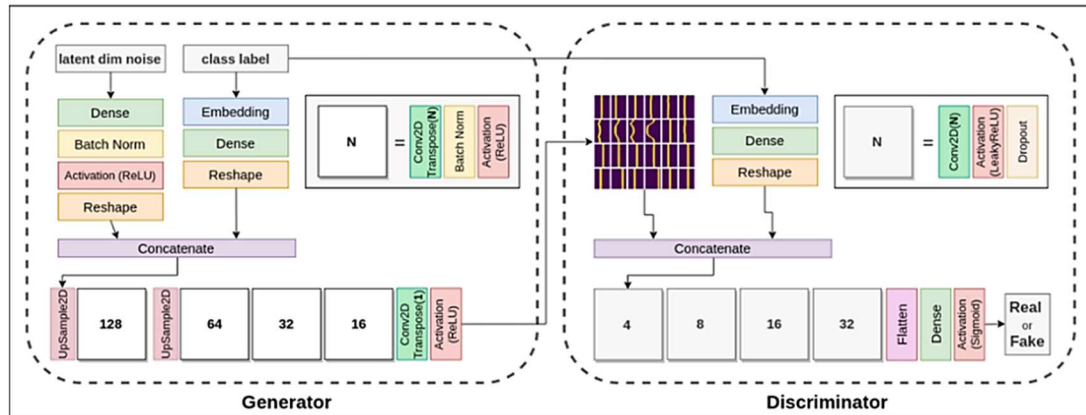 latent dim noise
class label
Dense
Batch Norm
Activation (ReLU)
Reshape
Embedding
Dense
Reshape
N
=
Conv2D
Transpose(N)
Batch Norm
Activation
(ReLU)
Concatenate
UpSample2D
128
UpSample2D
64
32
16
Conv2D
Transpose(1)
Activation
(ReLU)
Generator
Embedding
Dense
Reshape
N
=
Conv2D(N)
Activation
(LeakyReLU)
Dropout
Concatenate
4
8
16
32
Flatten
Dense
Activation
(Sigmoid)
Real
or
Fake
Discriminator